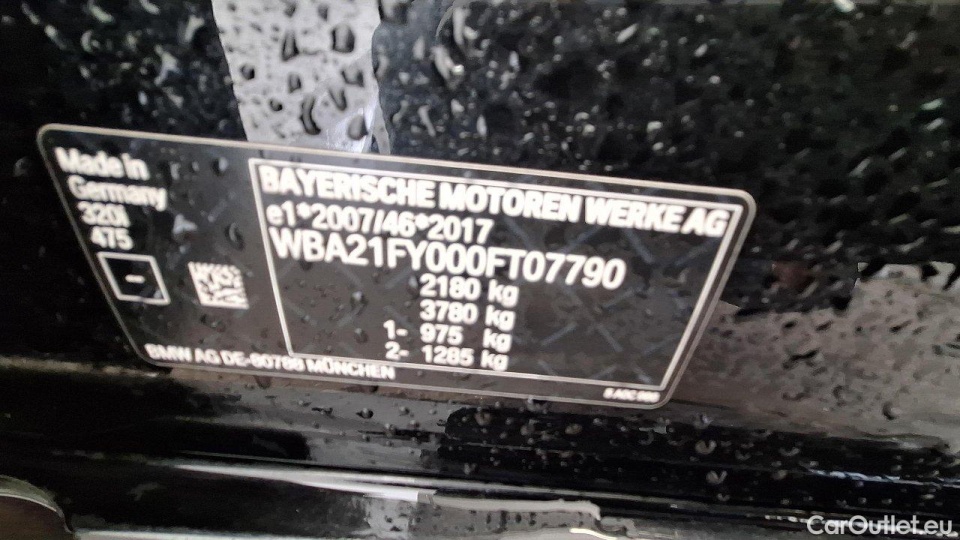 Made in
Germany
320i
475
-
BAYERISCHE MOTOREN WERKE AG
e1*2007/46*2017
WBA21FY000FT07790
2180 kg
3780 kg
1- 975 kg
2- 1285 kg
BMW AG DE-80788 MÜNCHEN
CarOutlet.eu